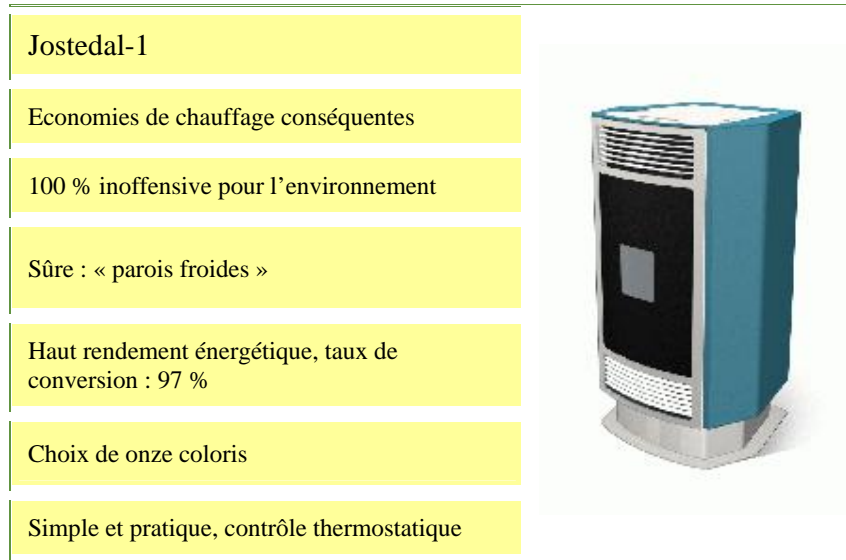 Jostedal-1
Economies de chauffage conséquentes
100 % inoffensive pour l’environnement
Sûre : « parois froides »
Haut rendement énergétique, taux de
conversion : 97 %
Choix de onze coloris
Simple et pratique, contrôle thermostatique